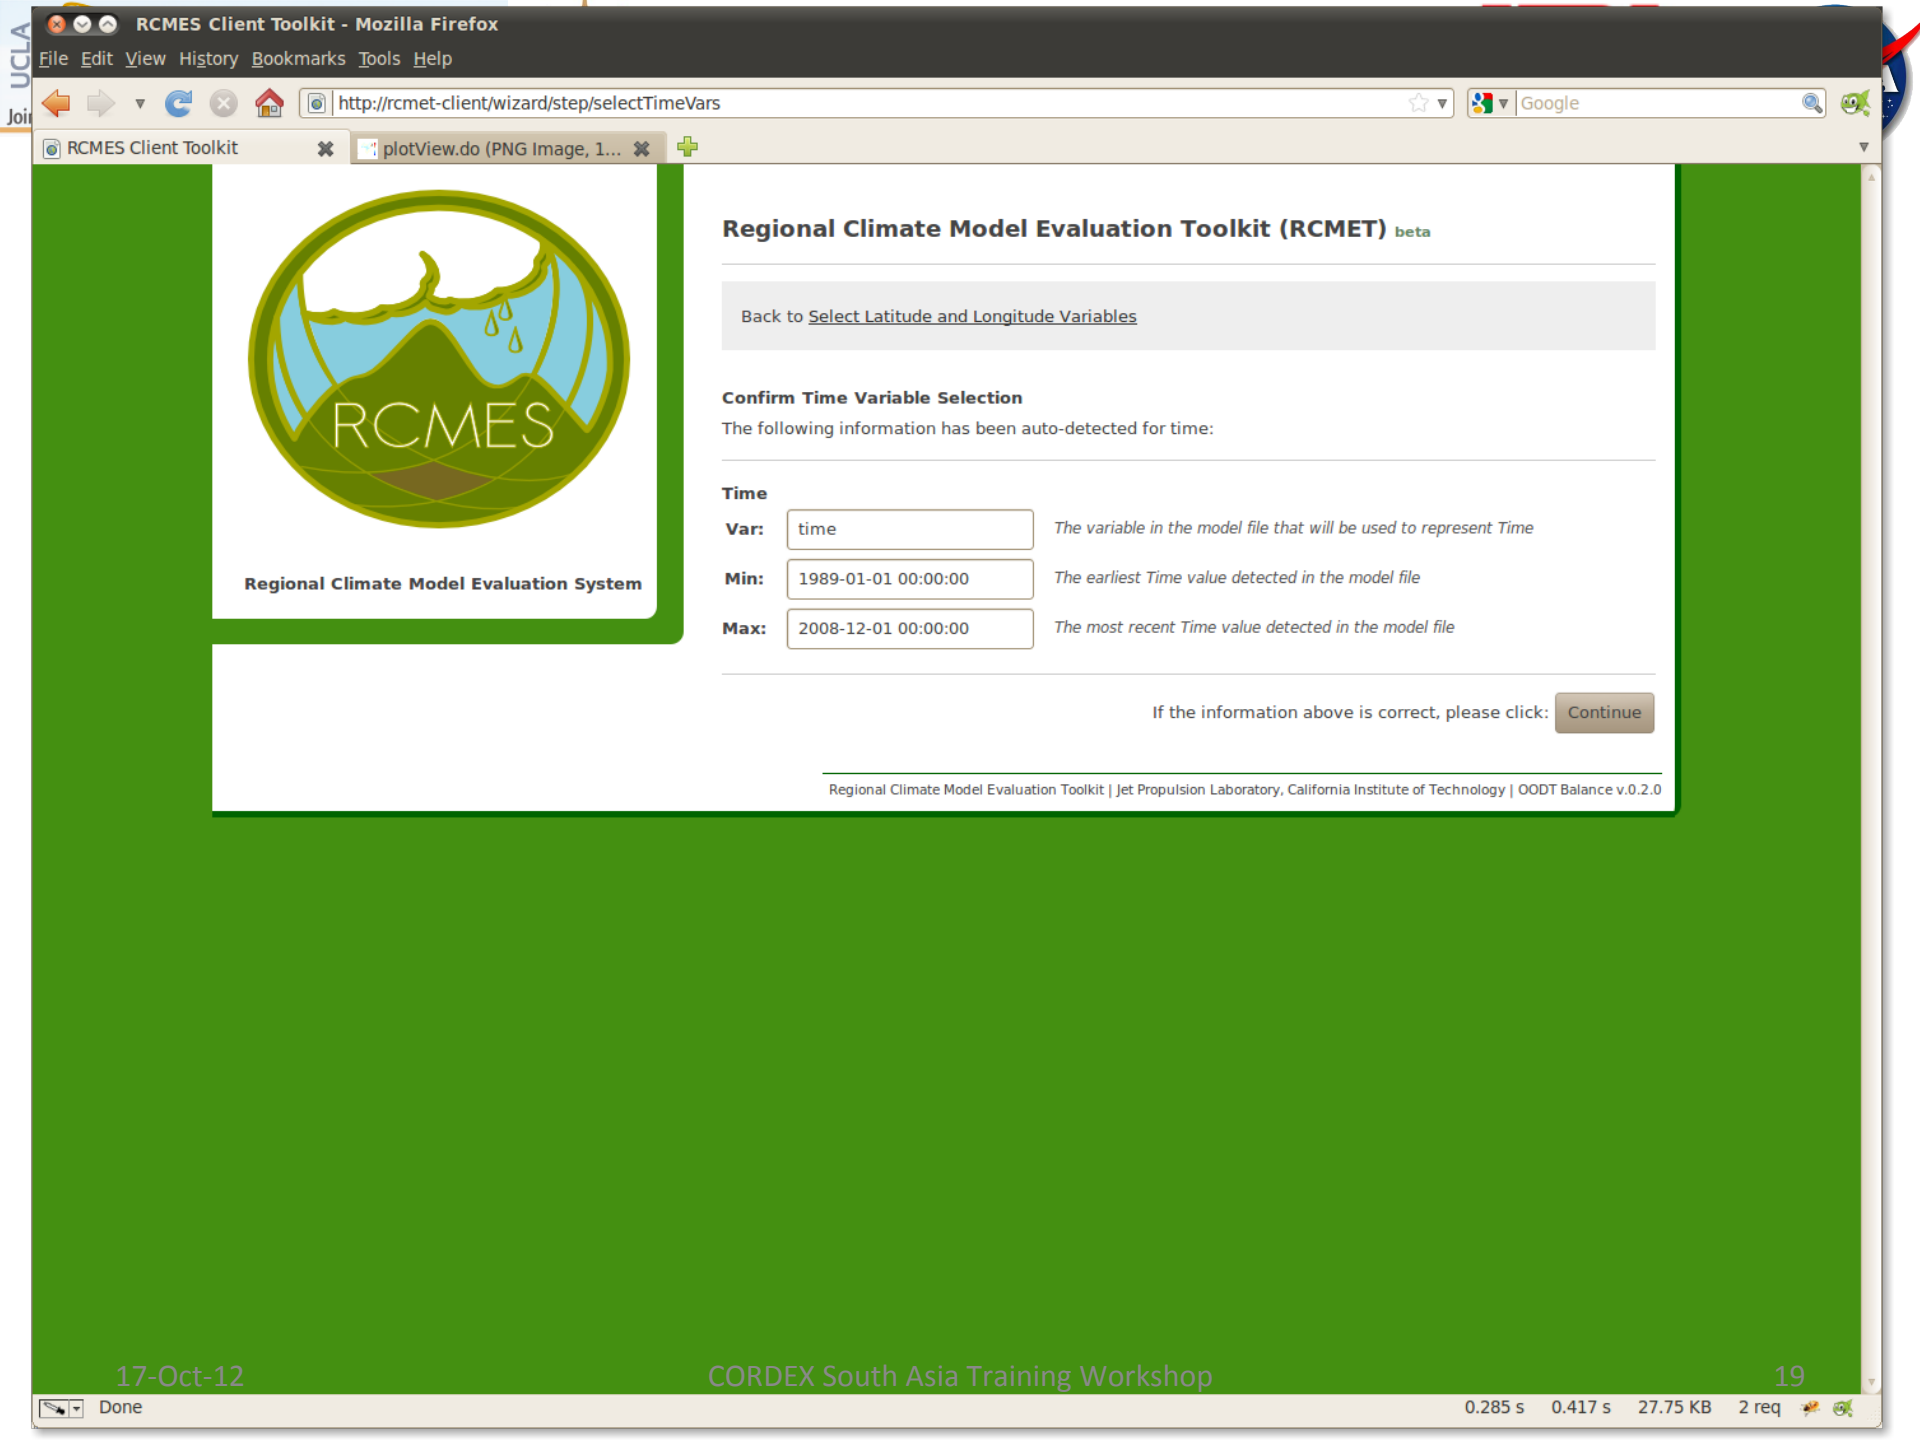 UCLA
Joi
RCMES Client Toolkit - Mozilla Firefox
File Edit View History Bookmarks Tools Help
http://rcmet-client/wizard/step/selectTimeVars
Google
RCMES Client Toolkit
plotView.do (PNG Image, 1...
RCMES
Regional Climate Model Evaluation System
Regional Climate Model Evaluation Toolkit (RCMET) beta
Back to Select Latitude and Longitude Variables
Confirm Time Variable Selection
The following information has been auto-detected for time:
Time
Var: time The variable in the model file that will be used to represent Time
Min: 1989-01-01 00:00:00 The earliest Time value detected in the model file
Max: 2008-12-01 00:00:00 The most recent Time value detected in the model file
If the information above is correct, please click: Continue
Regional Climate Model Evaluation Toolkit | Jet Propulsion Laboratory, California Institute of Technology | OODT Balance v.0.2.0
17-Oct-12 CORDEX South Asia Training Workshop 19
Done 0.285 s 0.417 s 27.75 KB 2 req